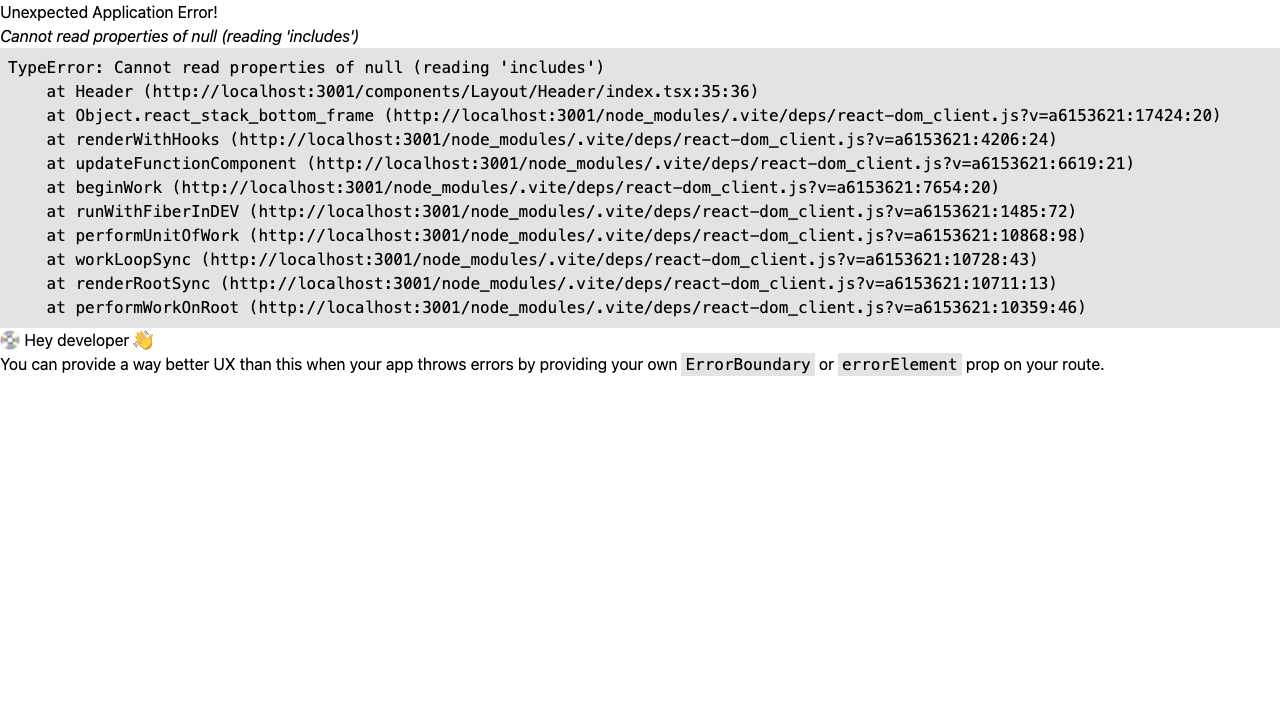 Unexpected Application Error!
Cannot read properties of null (reading 'includes')
TypeError: Cannot read properties of null (reading 'includes')
    at Header (http://localhost:3001/components/Layout/Header/index.tsx:35:36)
    at Object.react_stack_bottom_frame (http://localhost:3001/node_modules/.vite/deps/react-dom_client.js?v=a6153621:17424:20)
    at renderWithHooks (http://localhost:3001/node_modules/.vite/deps/react-dom_client.js?v=a6153621:4206:24)
    at updateFunctionComponent (http://localhost:3001/node_modules/.vite/deps/react-dom_client.js?v=a6153621:6619:21)
    at beginWork (http://localhost:3001/node_modules/.vite/deps/react-dom_client.js?v=a6153621:7654:20)
    at runWithFiberInDEV (http://localhost:3001/node_modules/.vite/deps/react-dom_client.js?v=a6153621:1485:72)
    at performUnitOfWork (http://localhost:3001/node_modules/.vite/deps/react-dom_client.js?v=a6153621:10868:98)
    at workLoopSync (http://localhost:3001/node_modules/.vite/deps/react-dom_client.js?v=a6153621:10728:43)
    at renderRootSync (http://localhost:3001/node_modules/.vite/deps/react-dom_client.js?v=a6153621:10711:13)
    at performWorkOnRoot (http://localhost:3001/node_modules/.vite/deps/react-dom_client.js?v=a6153621:10359:46)
💿 Hey developer 👋
You can provide a way better UX than this when your app throws errors by providing your own ErrorBoundary or errorElement prop on your route.